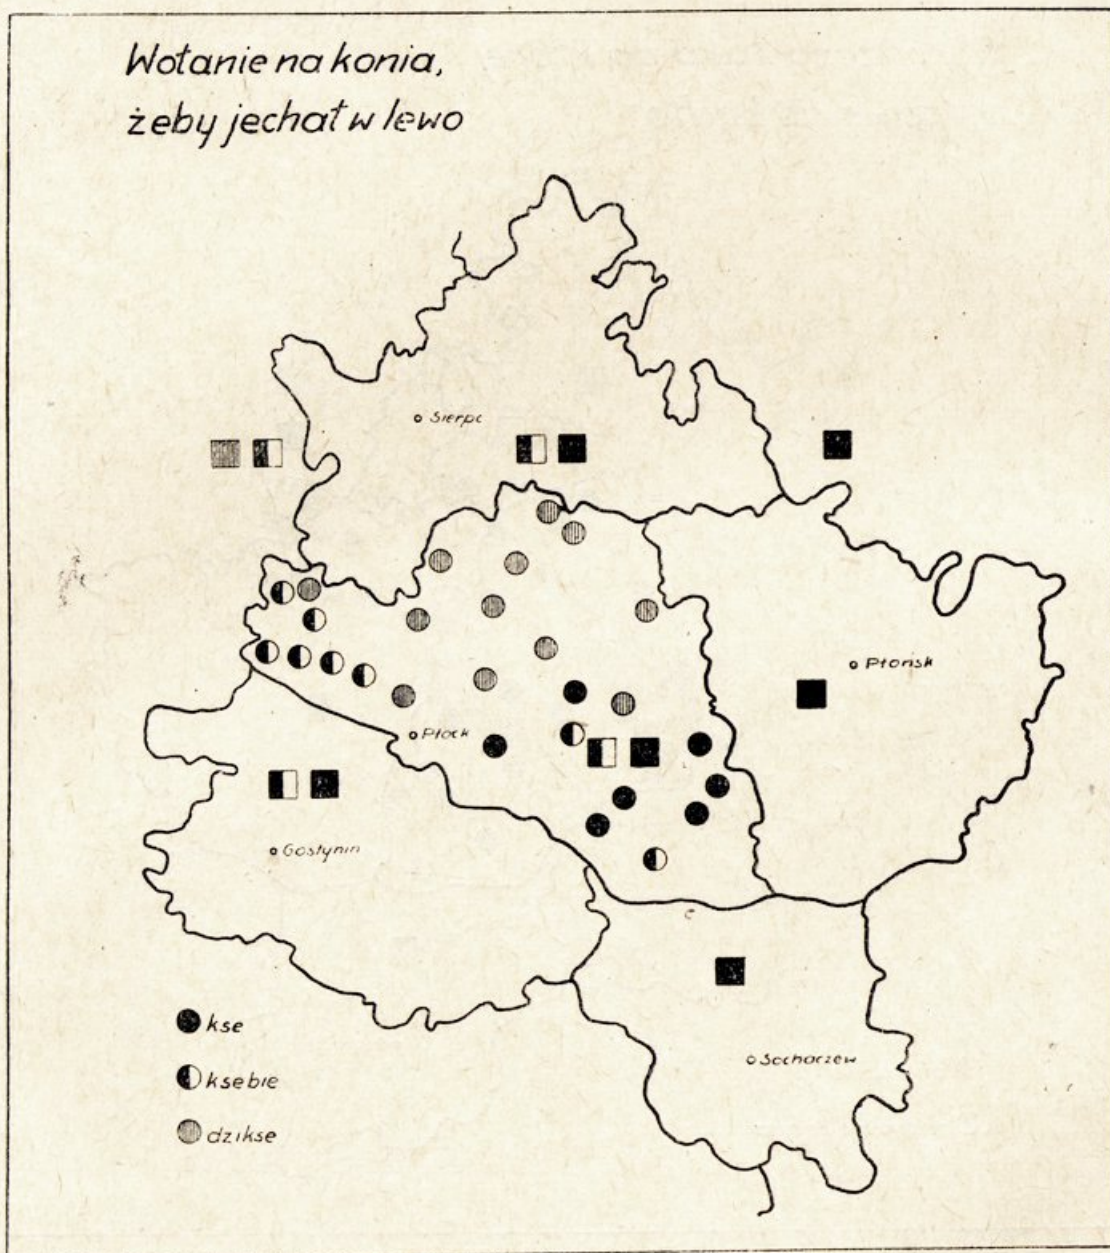 Wołanie na konia,
żeby jechał w lewo
Sierpc
Płońsk
Płock
Gostynin
Sochaczew
kse
ksebie
dzikse